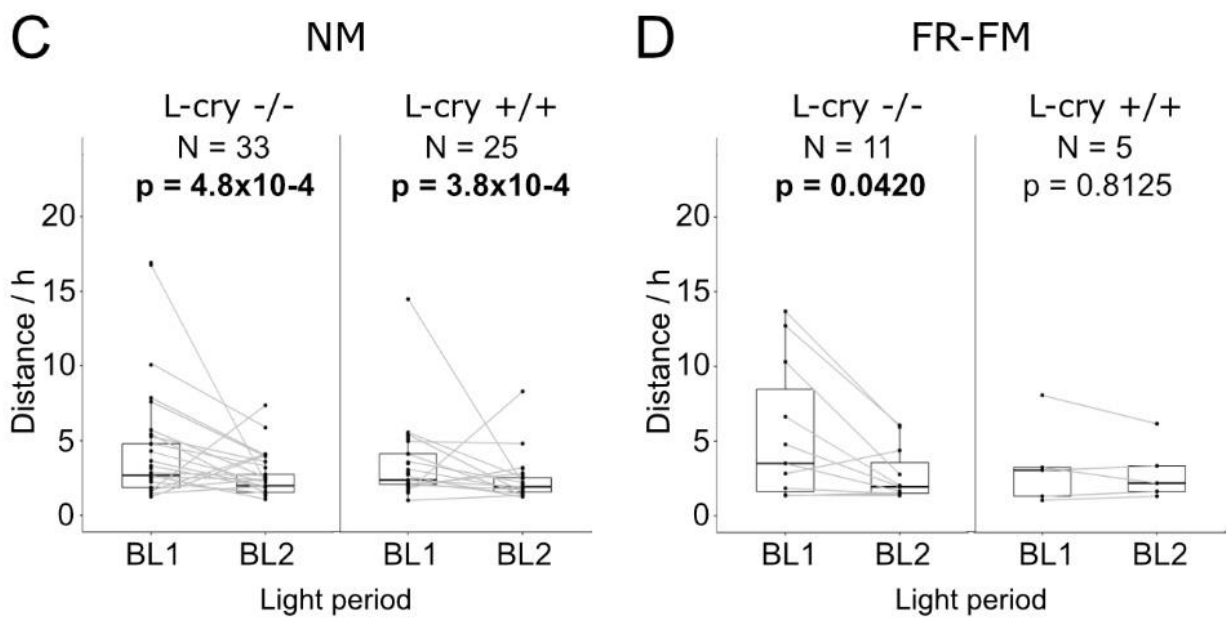 C NM
L-cry -/- L-cry +/+
N = 33 N = 25
p = 4.8x10-4 p = 3.8x10-4
Distance / h
20
15
10
5
0
BL1 BL2 BL1 BL2
Light period
D FR-FM
L-cry -/- L-cry +/+
N = 11 N = 5
p = 0.0420 p = 0.8125
Distance / h
20
15
10
5
0
BL1 BL2 BL1 BL2
Light period